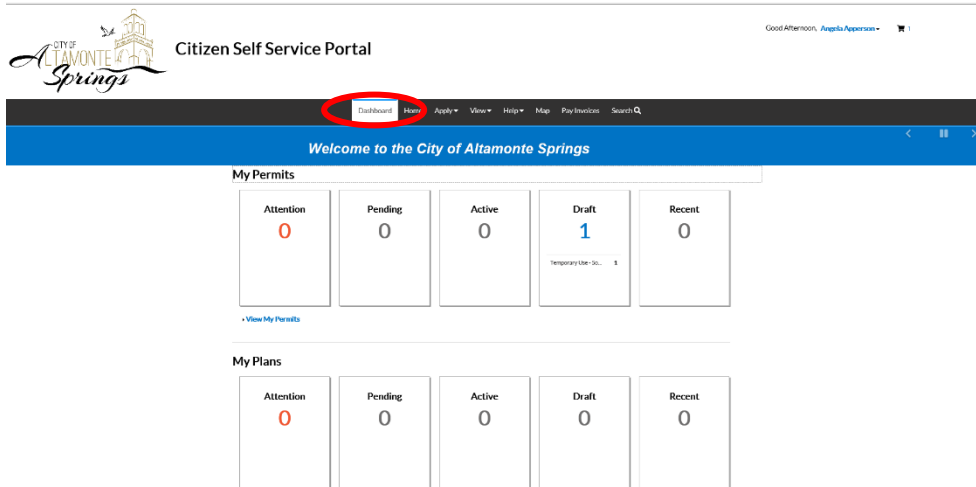 CITY OF
ALTAMONTE
Springs
Citizen Self Service Portal
Good Afternoon, Angela Apperson
1
Dashboard Home Apply View Help Map Pay Invoices Search
Welcome to the City of Altamonte Springs
My Permits
Attention Pending Active Draft Recent
0 0 0 1 0
Temporary Use - So... 1
View My Permits
My Plans
Attention Pending Active Draft Recent
0 0 0 0 0